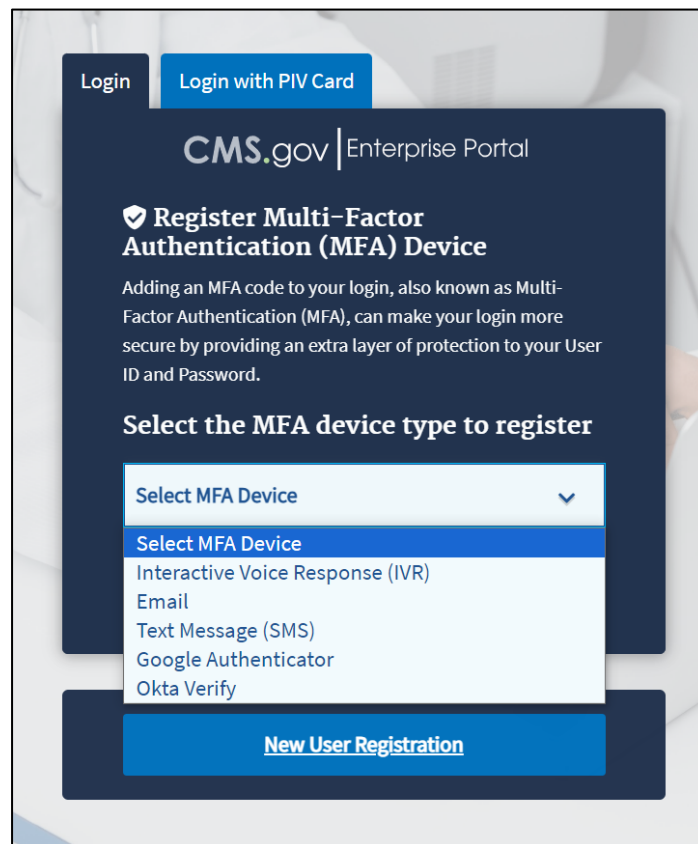 Login
Login with PIV Card
CMS.gov Enterprise Portal
Register Multi-Factor
Authentication (MFA) Device
Adding an MFA code to your login, also known as Multi-
Factor Authentication (MFA), can make your login more
secure by providing an extra layer of protection to your User
ID and Password.
Select the MFA device type to register
Select MFA Device
Select MFA Device
Interactive Voice Response (IVR)
Email
Text Message (SMS)
Google Authenticator
Okta Verify
New User Registration